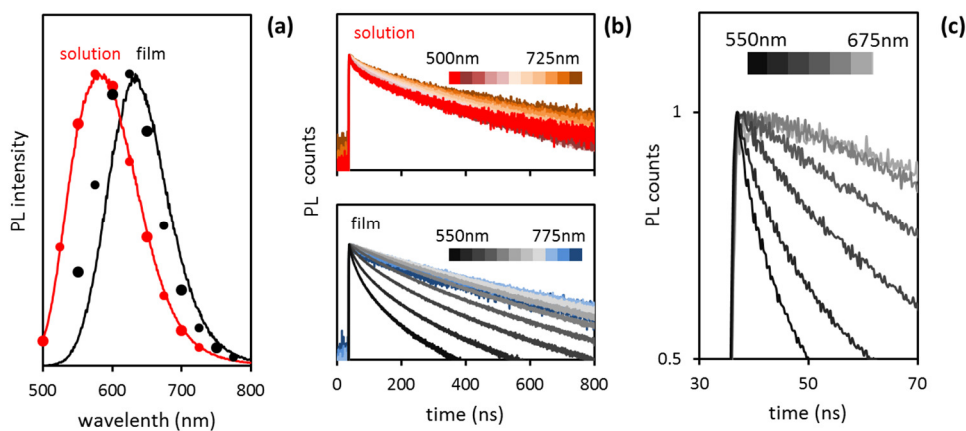 (a)
solution
film
PL intensity
500
600
700
800
wavelenth (nm)
(b)
solution
500nm
725nm
PL counts
film
550nm
775nm
0
200
400
600
800
time (ns)
(c)
550nm
675nm
1
PL counts
0.5
30
50
70
time (ns)